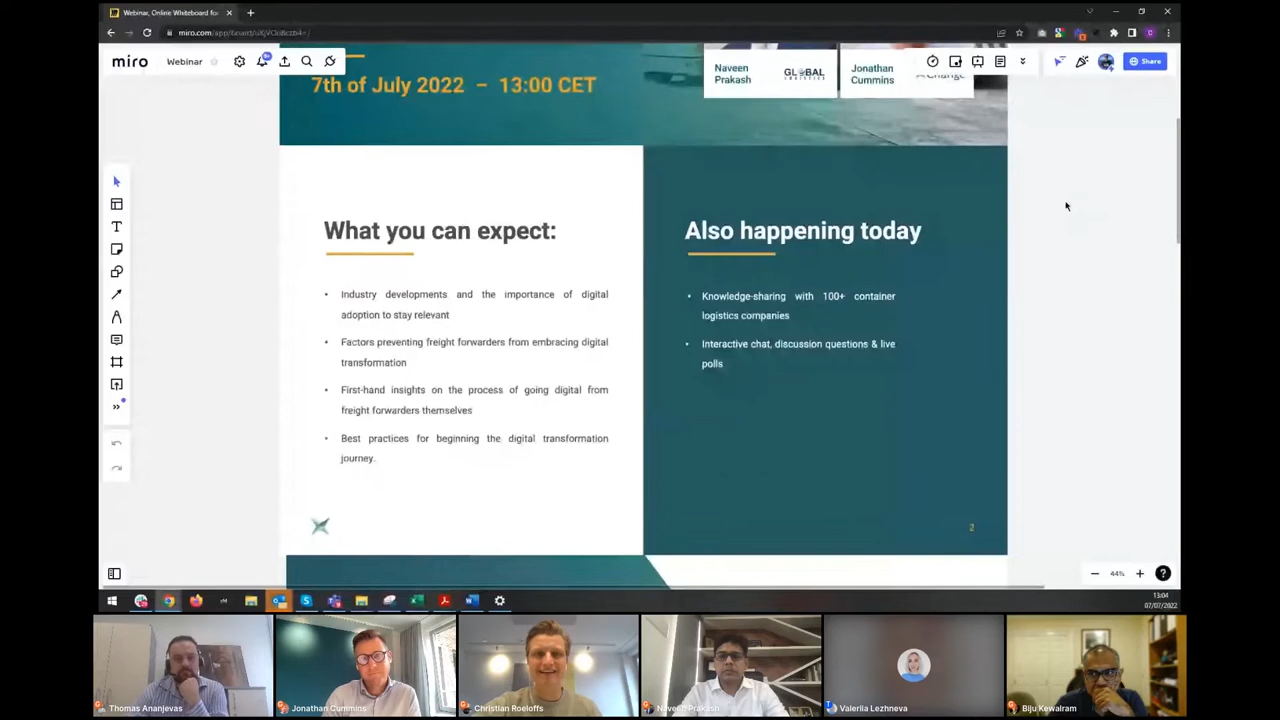 Webinar, Online Whiteboard for
miro
Webinar
Share
7th of July 2022 – 13:00 CET
Naveen
Prakash
GLOBAL
LOGISTICS
Jonathan
Cummins
What you can expect:
• Industry developments and the importance of digital
adoption to stay relevant
• Factors preventing freight forwarders from embracing digital
transformation
• First-hand insights on the process of going digital from
freight forwarders themselves
• Best practices for beginning the digital transformation
journey.
Also happening today
• Knowledge-sharing with 100+ container
logistics companies
• Interactive chat, discussion questions & live
polls
2
44%
13:04
07/07/2022
Thomas Ananjevas
Jonathan Cummins
Christian Roeloffs
Naveen Prakash
Valeriia Lezhneva
Biju Kewalram